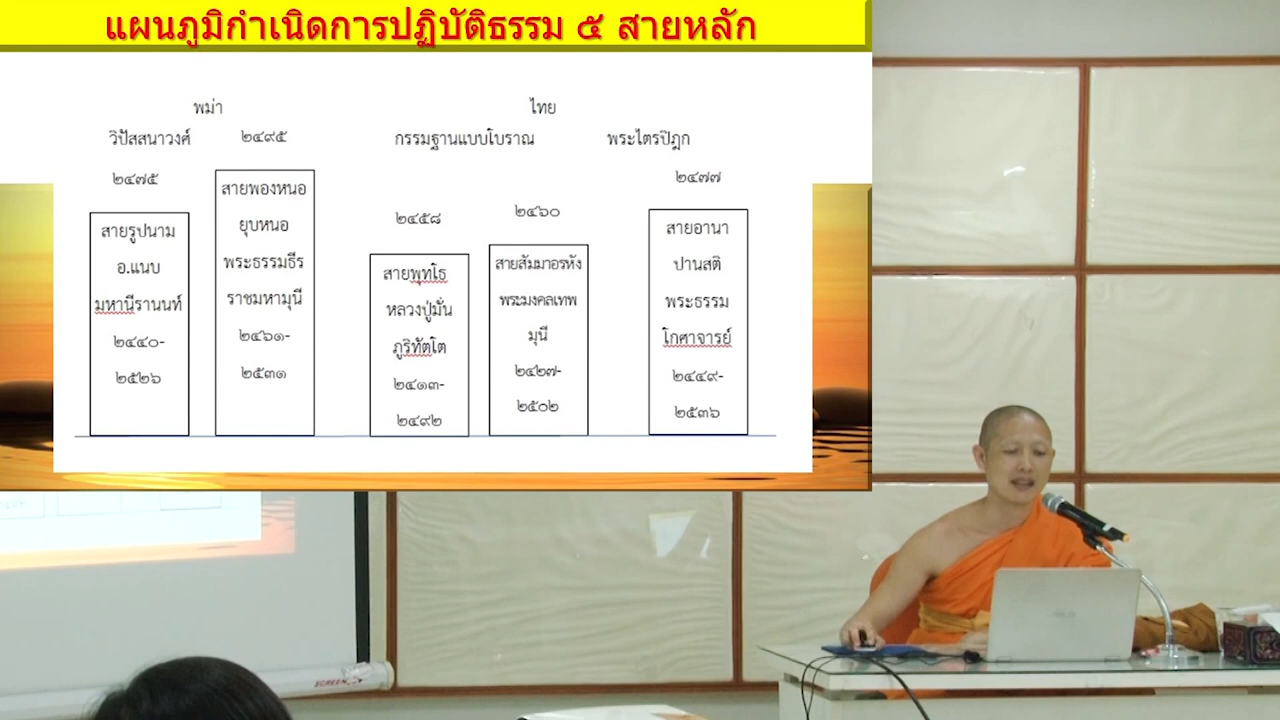 แผนภูมิกำเนิดการปฏิบัติธรรม ๕ สายหลัก
พม่า
ไทย
วิปัสสนาวงศ์
๒๔๙๕
กรรมฐานแบบโบราณ
พระไตรปิฎก
๒๔๗๕
๒๔๕๘
๒๔๖๐
๒๔๗๗
สายรูปนาม
อ.แนบ
มหานีรานนท์
๒๔๔๐-
๒๕๒๖
สายพองหนอ
ยุบหนอ
พระธรรมธีร
ราชมหามุนี
๒๔๖๑-
๒๕๓๑
สายพุทโธ
หลวงปู่มั่น
ภูริทัตโต
๒๔๑๓-
๒๔๙๒
สายสัมมาอรหัง
พระมงคลเทพ
มุนี
๒๔๒๗-
๒๕๐๒
สายอานา
ปานสติ
พระธรรม
โกศาจารย์
๒๔๔๙-
๒๕๓๖